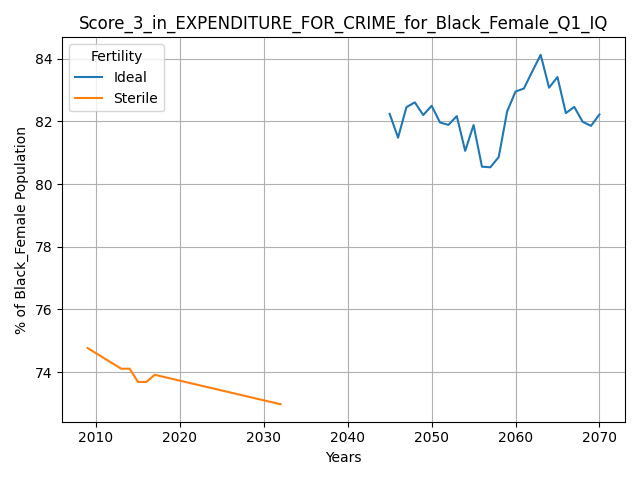 Score_3_in_EXPENDITURE_FOR_CRIME_for_Black_Female_Q1_IQ
Fertility
Ideal
Sterile
84
82
80
78
76
74
% of Black_Female Population
2010 2020 2030 2040 2050 2060 2070
Years